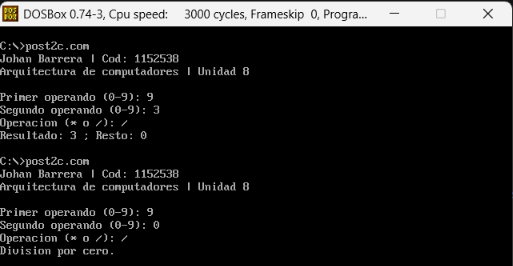 DOSBox 0.74-3, Cpu speed: 3000 cycles, Frameskip 0, Progra...
C:\>post2c.com
Johan Barrera | Cod: 1152538
Arquitectura de computadores | Unidad 8
Primer operando (0-9): 9
Segundo operando (0-9): 3
Operacion (* o /): /
Resultado: 3 ; Resto: 0
C:\>post2c.com
Johan Barrera | Cod: 1152538
Arquitectura de computadores | Unidad 8
Primer operando (0-9): 9
Segundo operando (0-9): 0
Operacion (* o /): /
Division por cero.